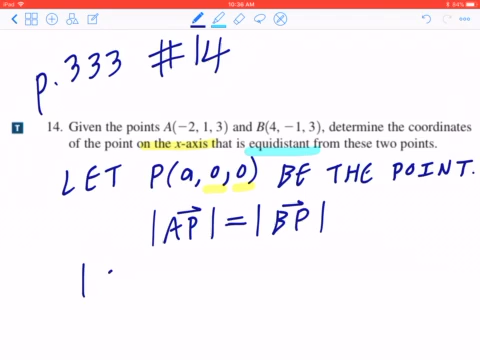 iPad 10:36 AM 84%
p.333 #14
T 14. Given the points A(−2, 1, 3) and B(4, −1, 3), determine the coordinates
of the point on the x-axis that is equidistant from these two points.
LET P(a,0,0) BE THE POINT.
|AP⃗| = |BP⃗|
|